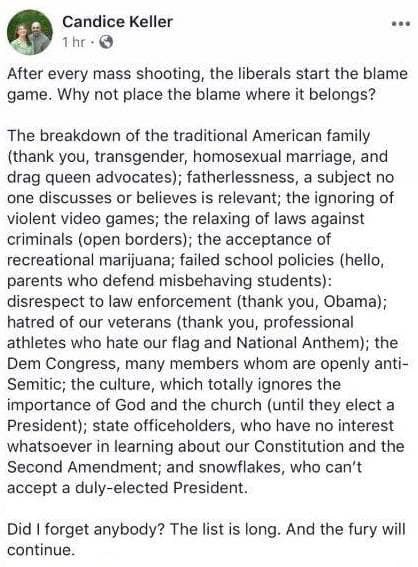 Candice Keller
1 hr ·
After every mass shooting, the liberals start the blame
game. Why not place the blame where it belongs?
The breakdown of the traditional American family
(thank you, transgender, homosexual marriage, and
drag queen advocates); fatherlessness, a subject no
one discusses or believes is relevant; the ignoring of
violent video games; the relaxing of laws against
criminals (open borders); the acceptance of
recreational marijuana; failed school policies (hello,
parents who defend misbehaving students):
disrespect to law enforcement (thank you, Obama);
hatred of our veterans (thank you, professional
athletes who hate our flag and National Anthem); the
Dem Congress, many members whom are openly anti-
Semitic; the culture, which totally ignores the
importance of God and the church (until they elect a
President); state officeholders, who have no interest
whatsoever in learning about our Constitution and the
Second Amendment; and snowflakes, who can't
accept a duly-elected President.
Did I forget anybody? The list is long. And the fury will
continue.